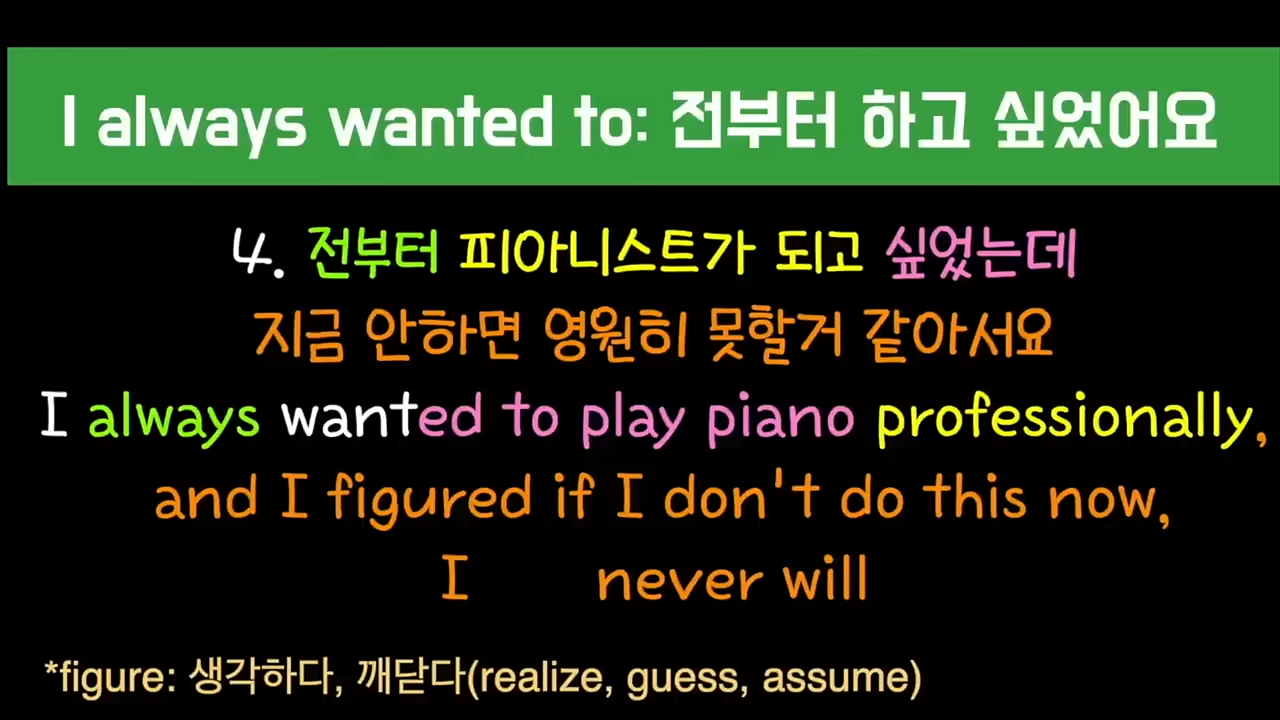 I always wanted to: 전부터 하고 싶었어요
4. 전부터 피아니스트가 되고 싶었는데
지금 안하면 영원히 못할거 같아서요
I always wanted to play piano professionally,
and I figured if I don't do this now,
I never will
*figure: 생각하다, 깨닫다(realize, guess, assume)